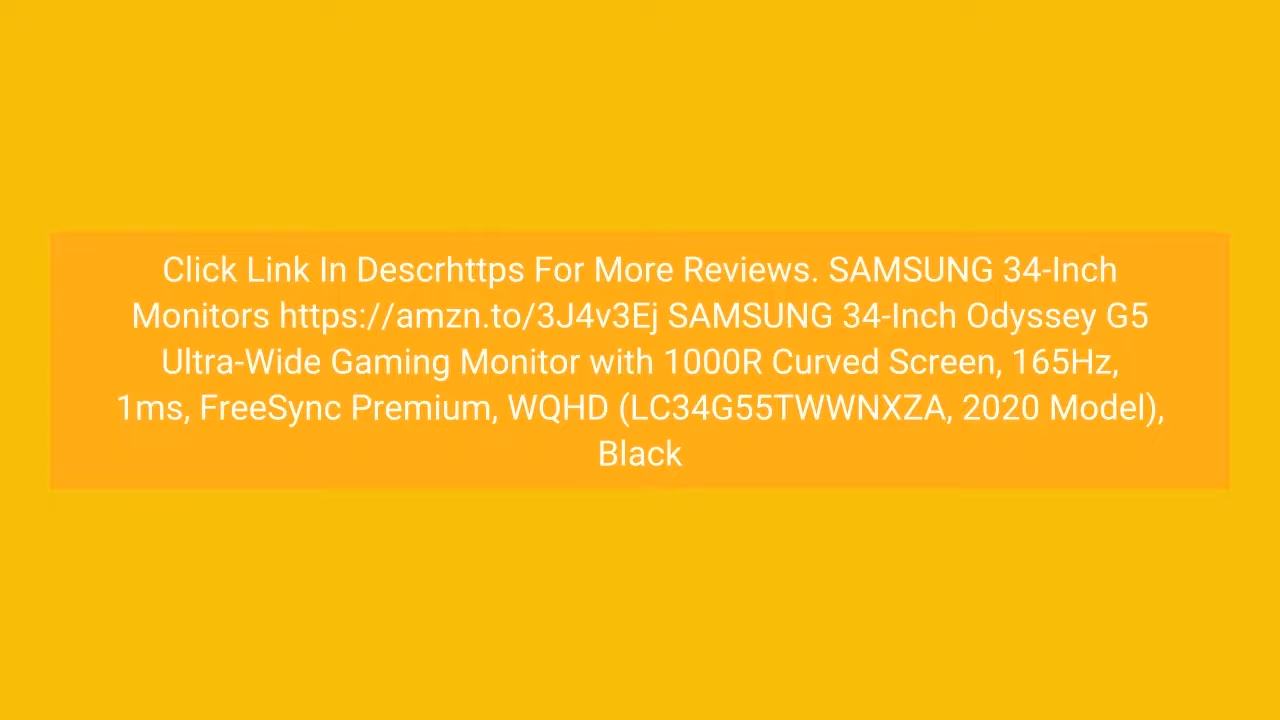 Click Link In Descrhttps For More Reviews. SAMSUNG 34-Inch
Monitors https://amzn.to/3J4v3Ej SAMSUNG 34-Inch Odyssey G5
Ultra-Wide Gaming Monitor with 1000R Curved Screen, 165Hz,
1ms, FreeSync Premium, WQHD (LC34G55TWWNXZA, 2020 Model),
Black